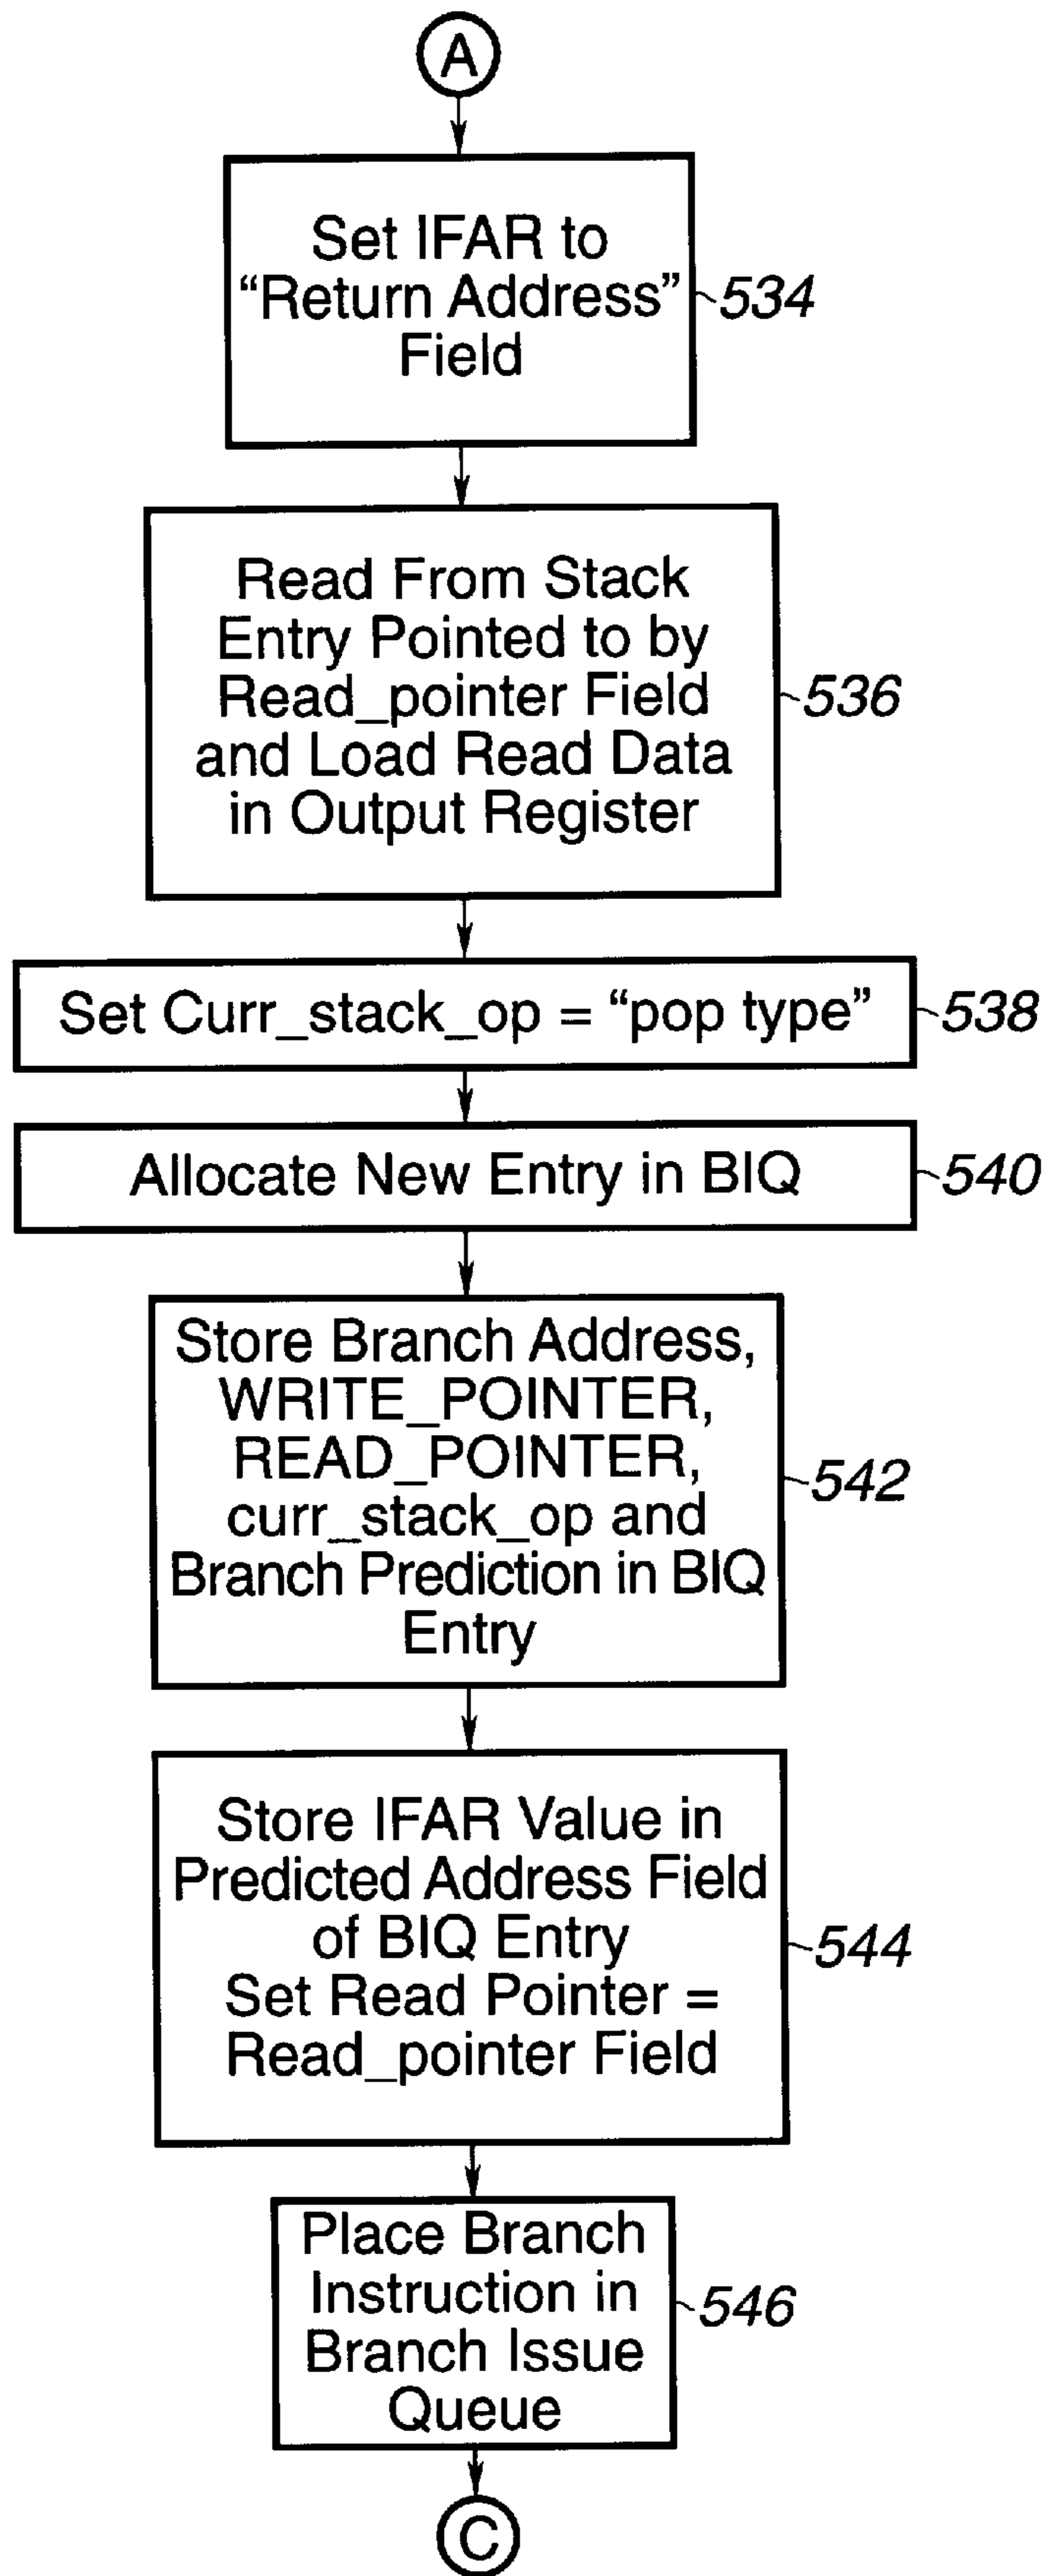 A
Set IFAR to
“Return Address”
Field
534
Read From Stack
Entry Pointed to by
Read_pointer Field
and Load Read Data
in Output Register
536
Set Curr_stack_op = “pop type”
538
Allocate New Entry in BIQ
540
Store Branch Address,
WRITE_POINTER,
READ_POINTER,
curr_stack_op and
Branch Prediction in BIQ
Entry
542
Store IFAR Value in
Predicted Address Field
of BIQ Entry
Set Read Pointer =
Read_pointer Field
544
Place Branch
Instruction in
Branch Issue
Queue
546
C